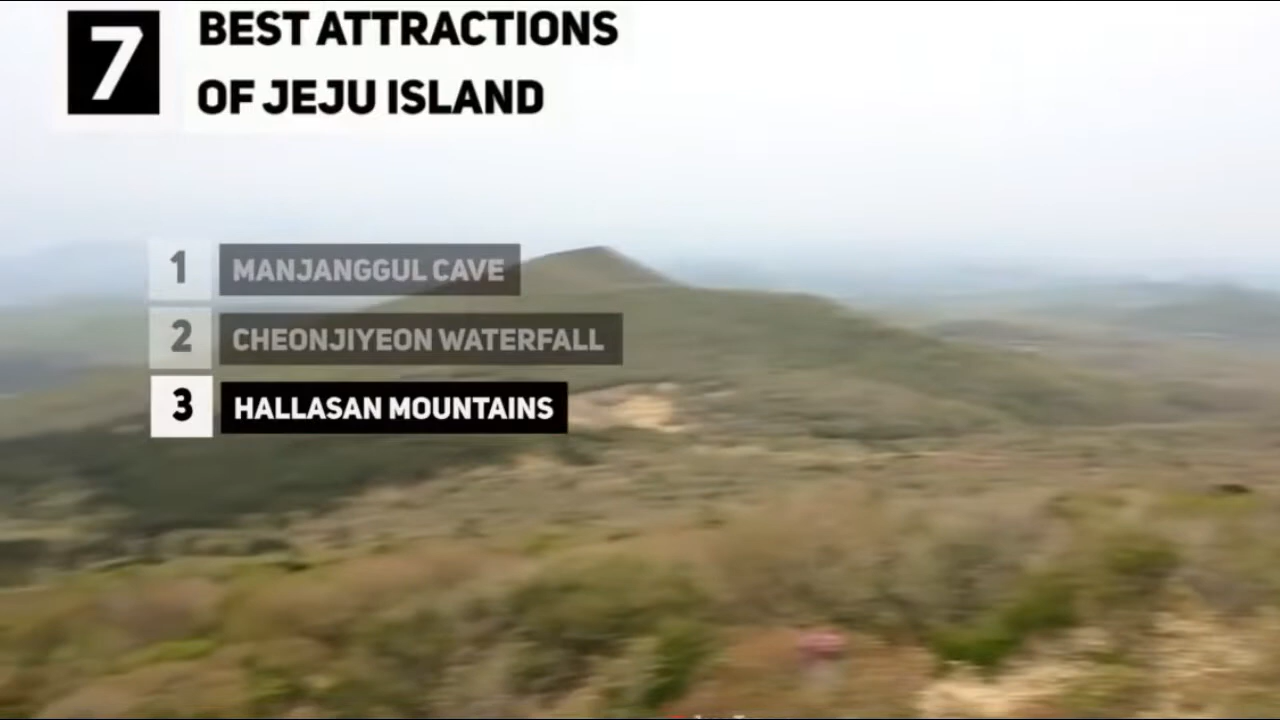 7 BEST ATTRACTIONS
OF JEJU ISLAND
1 MANJANGGUL CAVE
2 CHEONJIYEON WATERFALL
3 HALLASAN MOUNTAINS